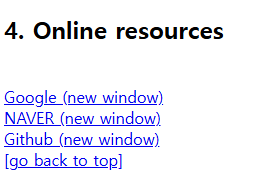 4. Online resources
Google (new window)
NAVER (new window)
Github (new window)
[go back to top]